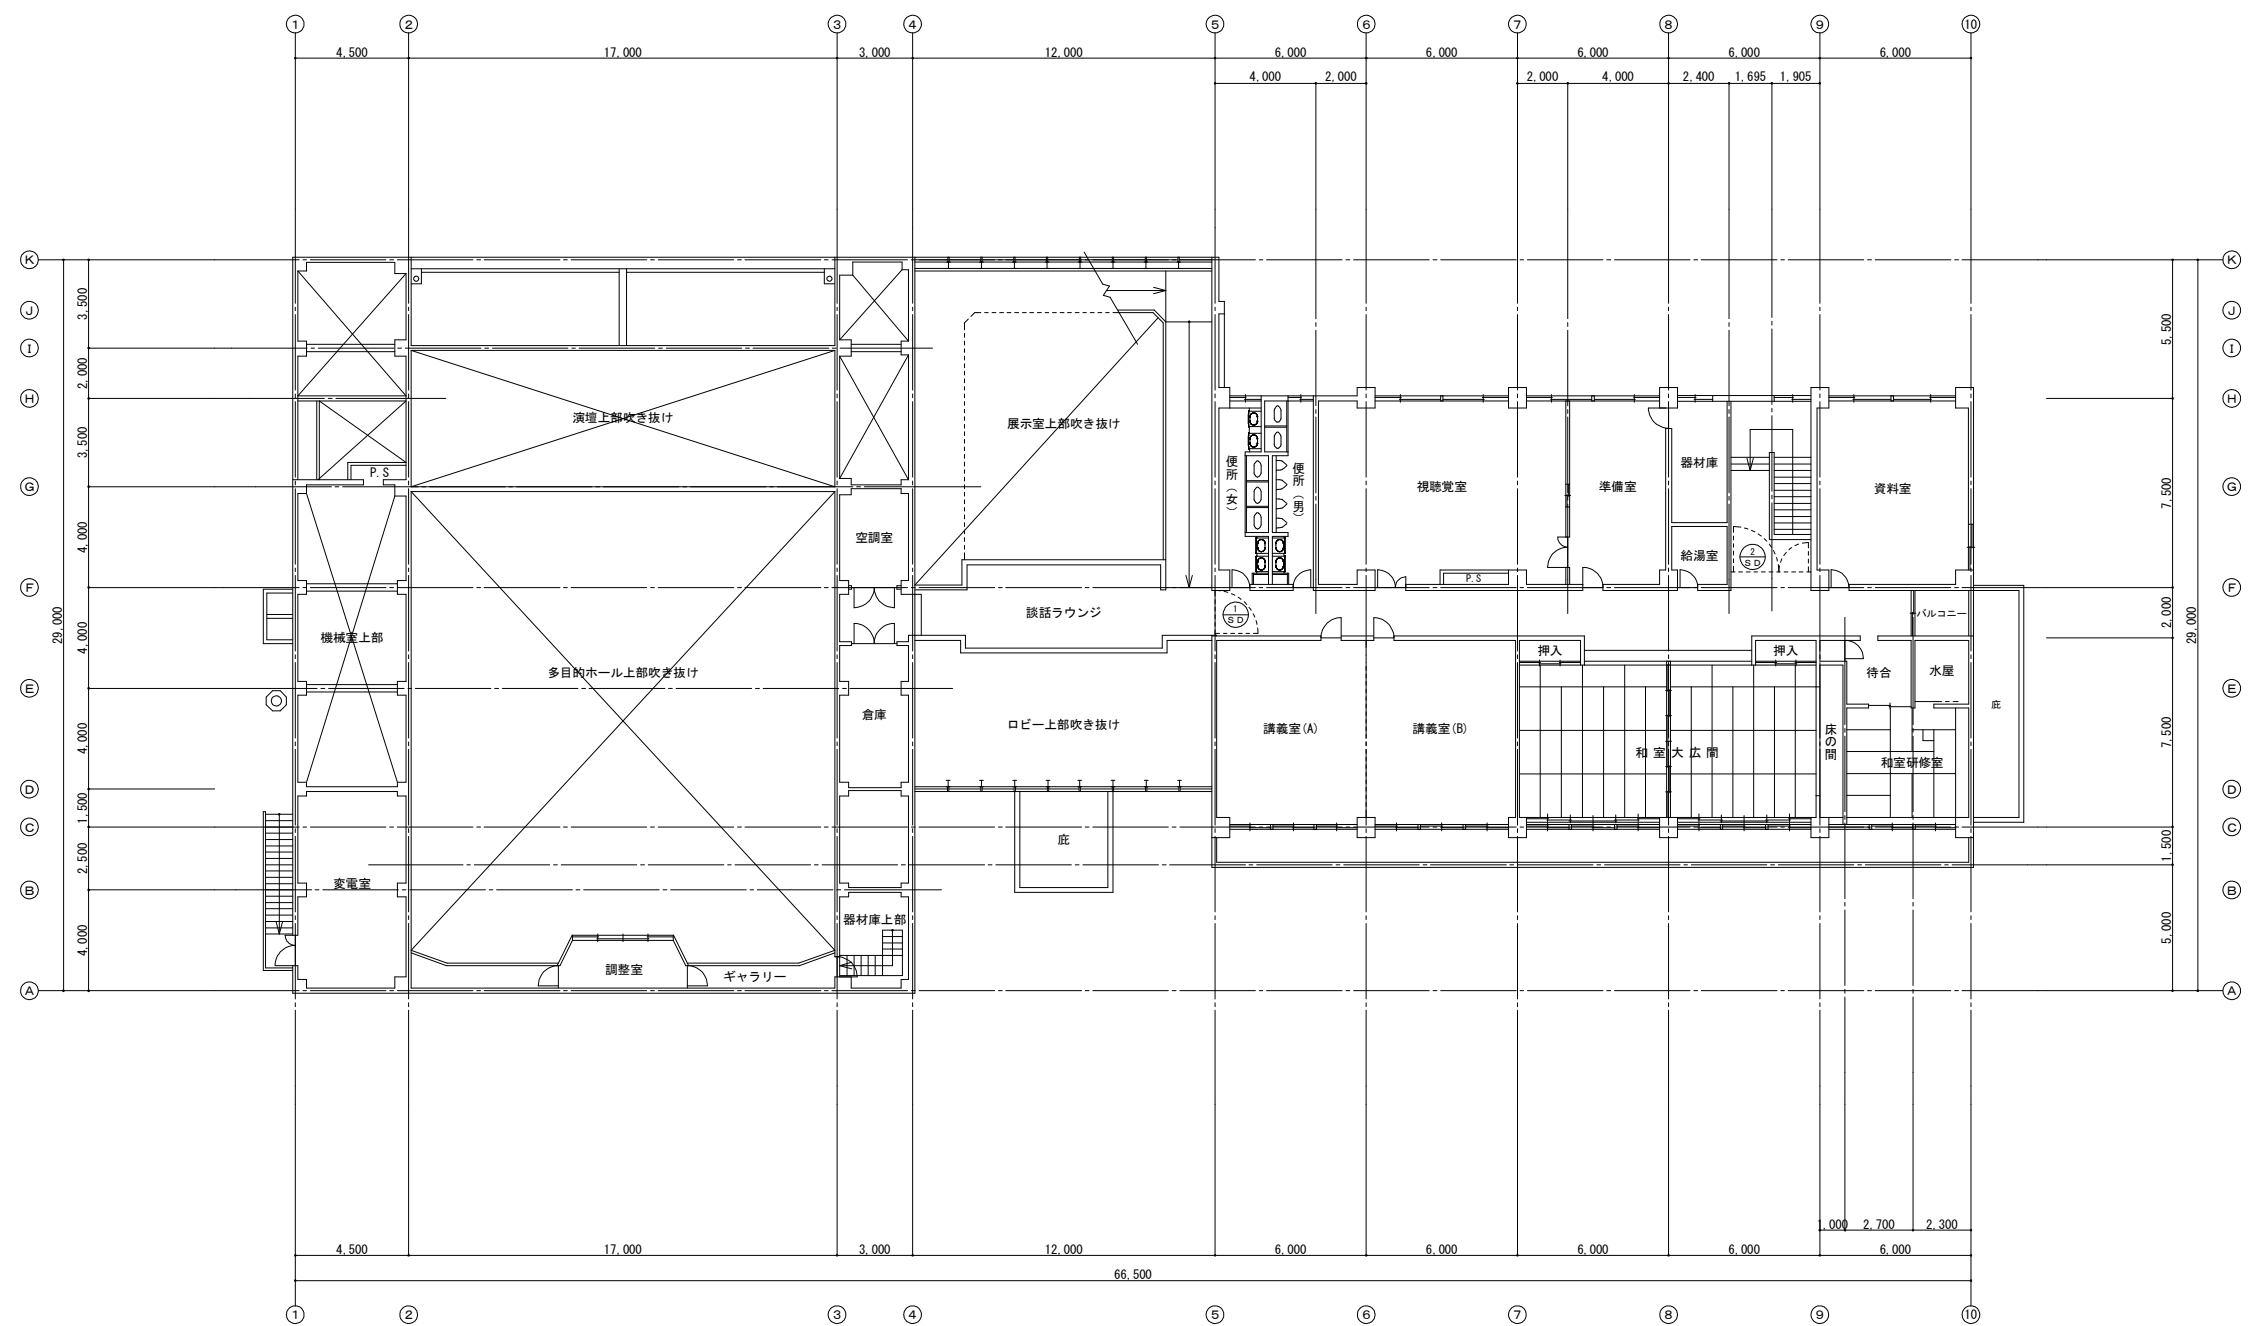 1 2 3 4 5 6 7 8 9 10
4,500 17,000 3,000 12,000 6,000 6,000 6,000 6,000 6,000
4,000 2,000 2,000 4,000 2,400 1,695 1,905
K K
3,500
J J
5,500
I I
2,000
H H
演壇上部吹き抜け
展示室上部吹き抜け
3,500
P.S
便所(女)
便所(男)
視聴覚室
準備室
器材庫
資料室
7,500
G G
4,000
空調室
給湯室
2
SD
P.S
F F
29,000
4,000
機械室上部
談話ラウンジ
1
SD
バルコニー
2,000
29,000
多目的ホール上部吹き抜け
押入
押入
待合
水屋
E E
倉庫
庇
4,000
ロビー上部吹き抜け
講義室(A)
講義室(B)
和室大広間
床の間
和室研修室
7,500
D D
1,500
C C
庇
2,500
1,500
変電室
B B
器材庫上部
4,000
5,000
調整室
ギャラリー
A A
1,000 2,700 2,300
4,500 17,000 3,000 12,000 6,000 6,000 6,000 6,000 6,000
66,500
1 2 3 4 5 6 7 8 9 10